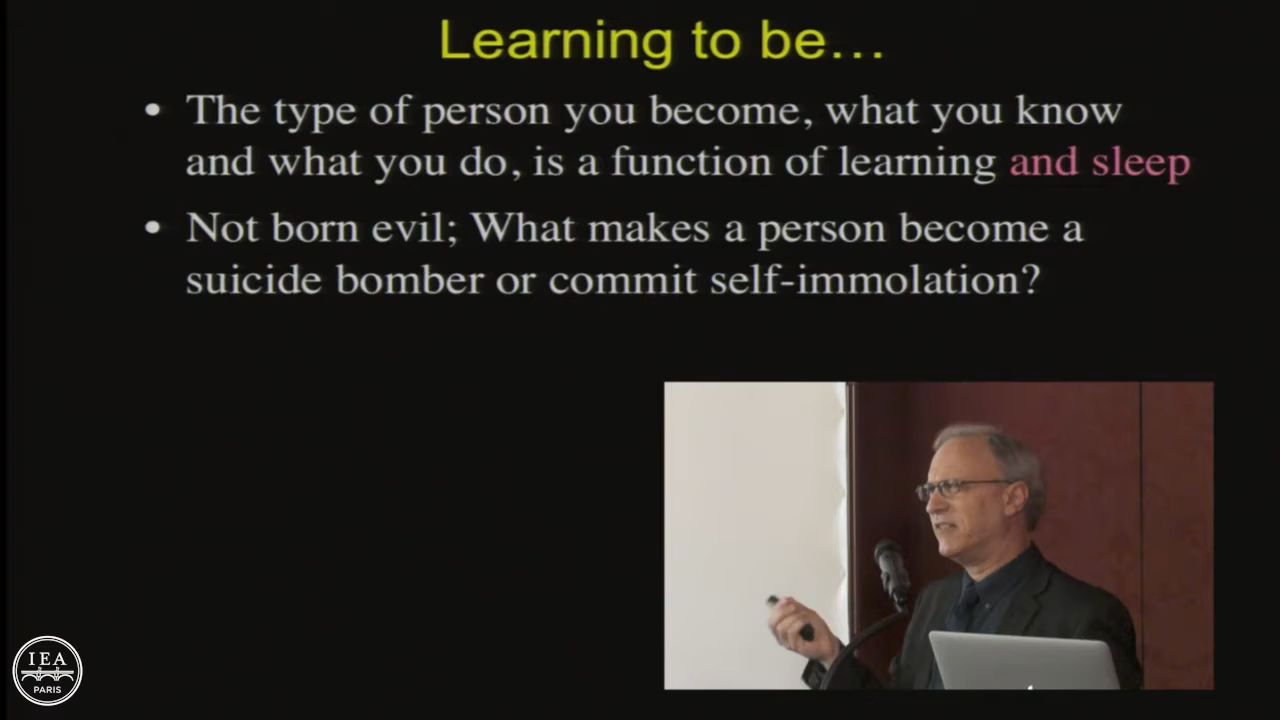 Learning to be...
• The type of person you become, what you know
and what you do, is a function of learning and sleep
• Not born evil; What makes a person become a
suicide bomber or commit self-immolation?
IEA
PARIS